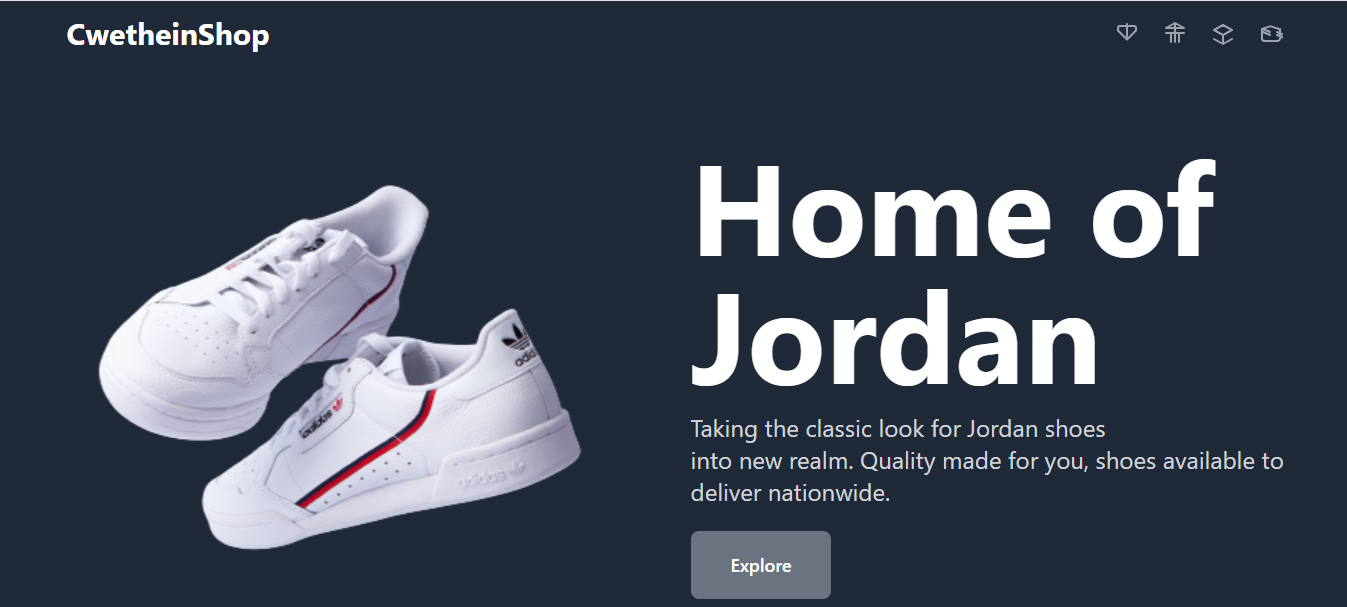 CwetheinShop
Home of
Jordan
Taking the classic look for Jordan shoes
into new realm. Quality made for you, shoes available to
deliver nationwide.
Explore
adidas
adidas
adidas